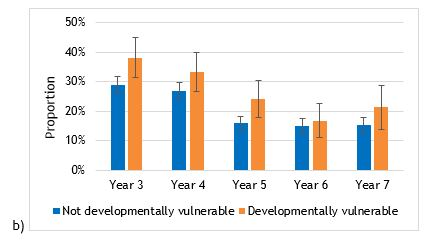 50%
40%
30%
20%
10%
0%
Proportion
Year 3 Year 4 Year 5 Year 6 Year 7
Not developmentally vulnerable Developmentally vulnerable
b)